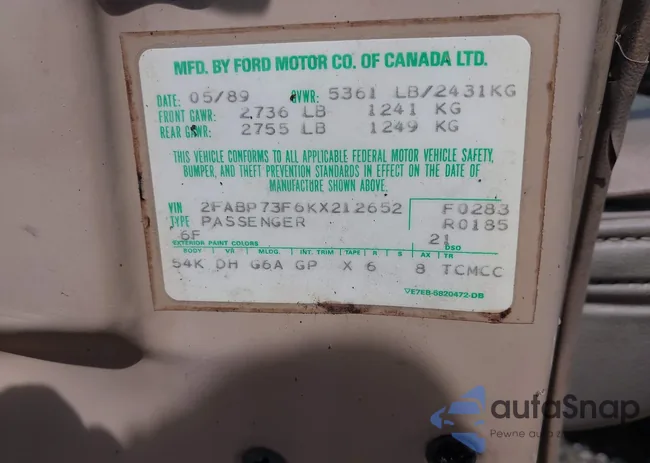 MFD. BY FORD MOTOR CO. OF CANADA LTD.
DATE: 05/89 GVWR: 5361 LB/2431KG
FRONT GAWR: 2736 LB 1241 KG
REAR GAWR: 2755 LB 1249 KG
THIS VEHICLE CONFORMS TO ALL APPLICABLE FEDERAL MOTOR VEHICLE SAFETY,
BUMPER, AND THEFT PREVENTION STANDARDS IN EFFECT ON THE DATE OF
MANUFACTURE SHOWN ABOVE.
VIN 2FABP73F6KX212652 F0283
TYPE PASSENGER R0185
6F 21
EXTERIOR PAINT COLORS DSO
BODY VR MLDG. INT. TRIM TAPE R S AX TR
54K DH G6A GP X 6 8 TCMCC
E7EB-5820472-DB
autaSnap
Pewne auto z